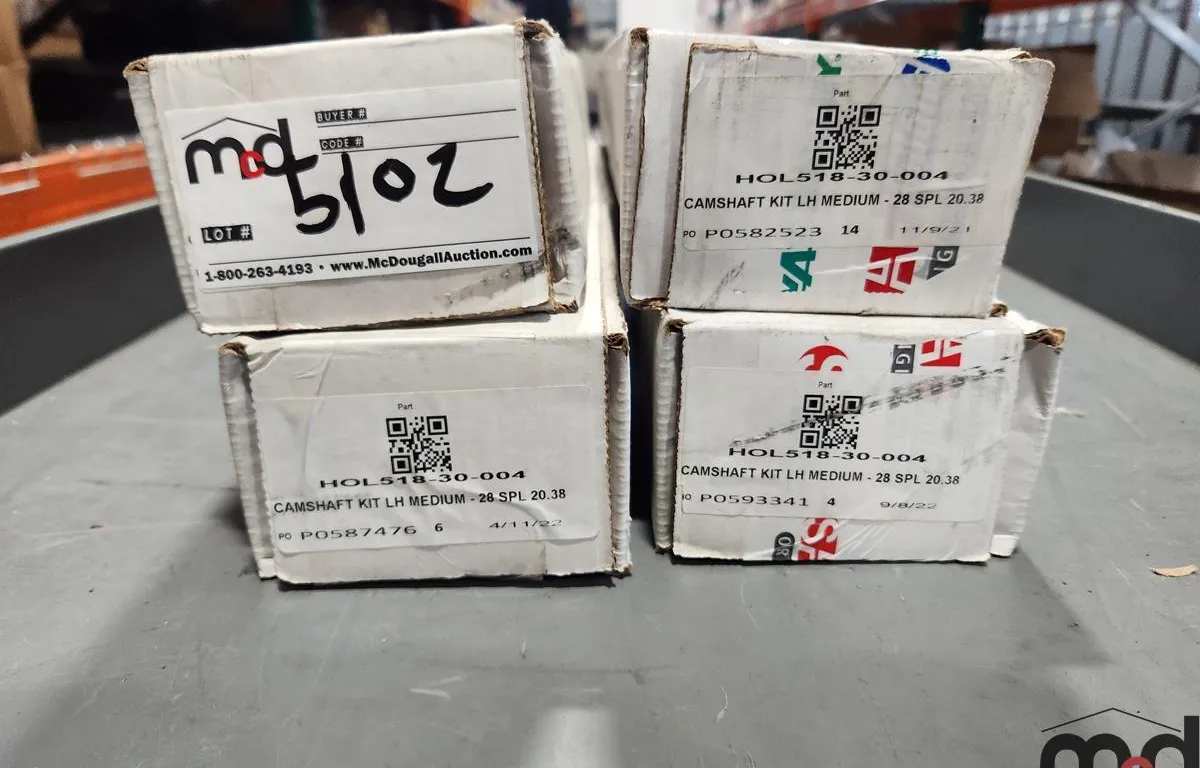 BUYER #
mcd
CODE #
5102
LOT #
1-800-263-4193 • www.McDougallAuction.com
Part
HOL518-30-004
CAMSHAFT KIT LH MEDIUM - 28 SPL 20.38
PO P0582523 14 11/9/21
IG
Part
HOL518-30-004
CAMSHAFT KIT LH MEDIUM - 28 SPL 20.38
PO P0587476 6 4/11/22
Part
HOL518-30-004
CAMSHAFT KIT LH MEDIUM - 28 SPL 20.38
P0593341 4 9/8/22
OR
mcd